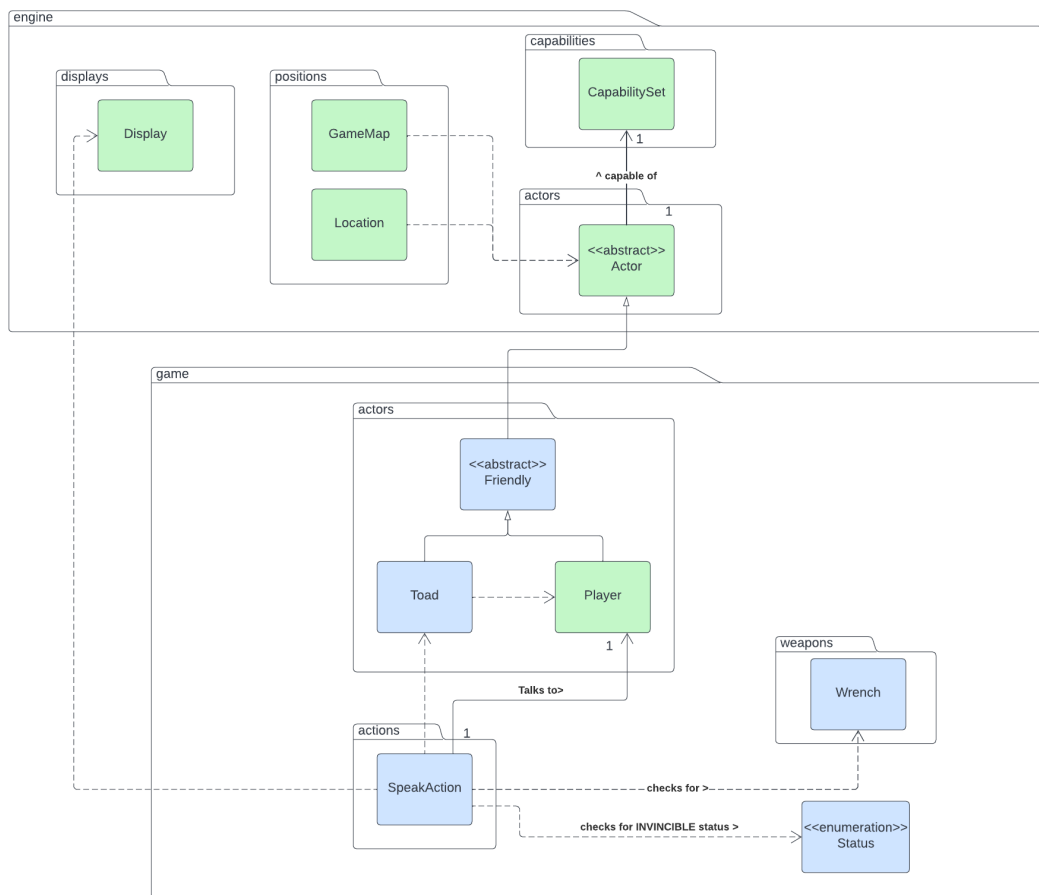 engine
capabilities
displays
positions
CapabilitySet
Display
GameMap
1
^ capable of
actors
1
Location
<<abstract>>
Actor
game
actors
<<abstract>>
Friendly
Toad
Player
1
weapons
Wrench
Talks to>
actions
1
SpeakAction
checks for >
checks for INVINCIBLE status >
<<enumeration>>
Status